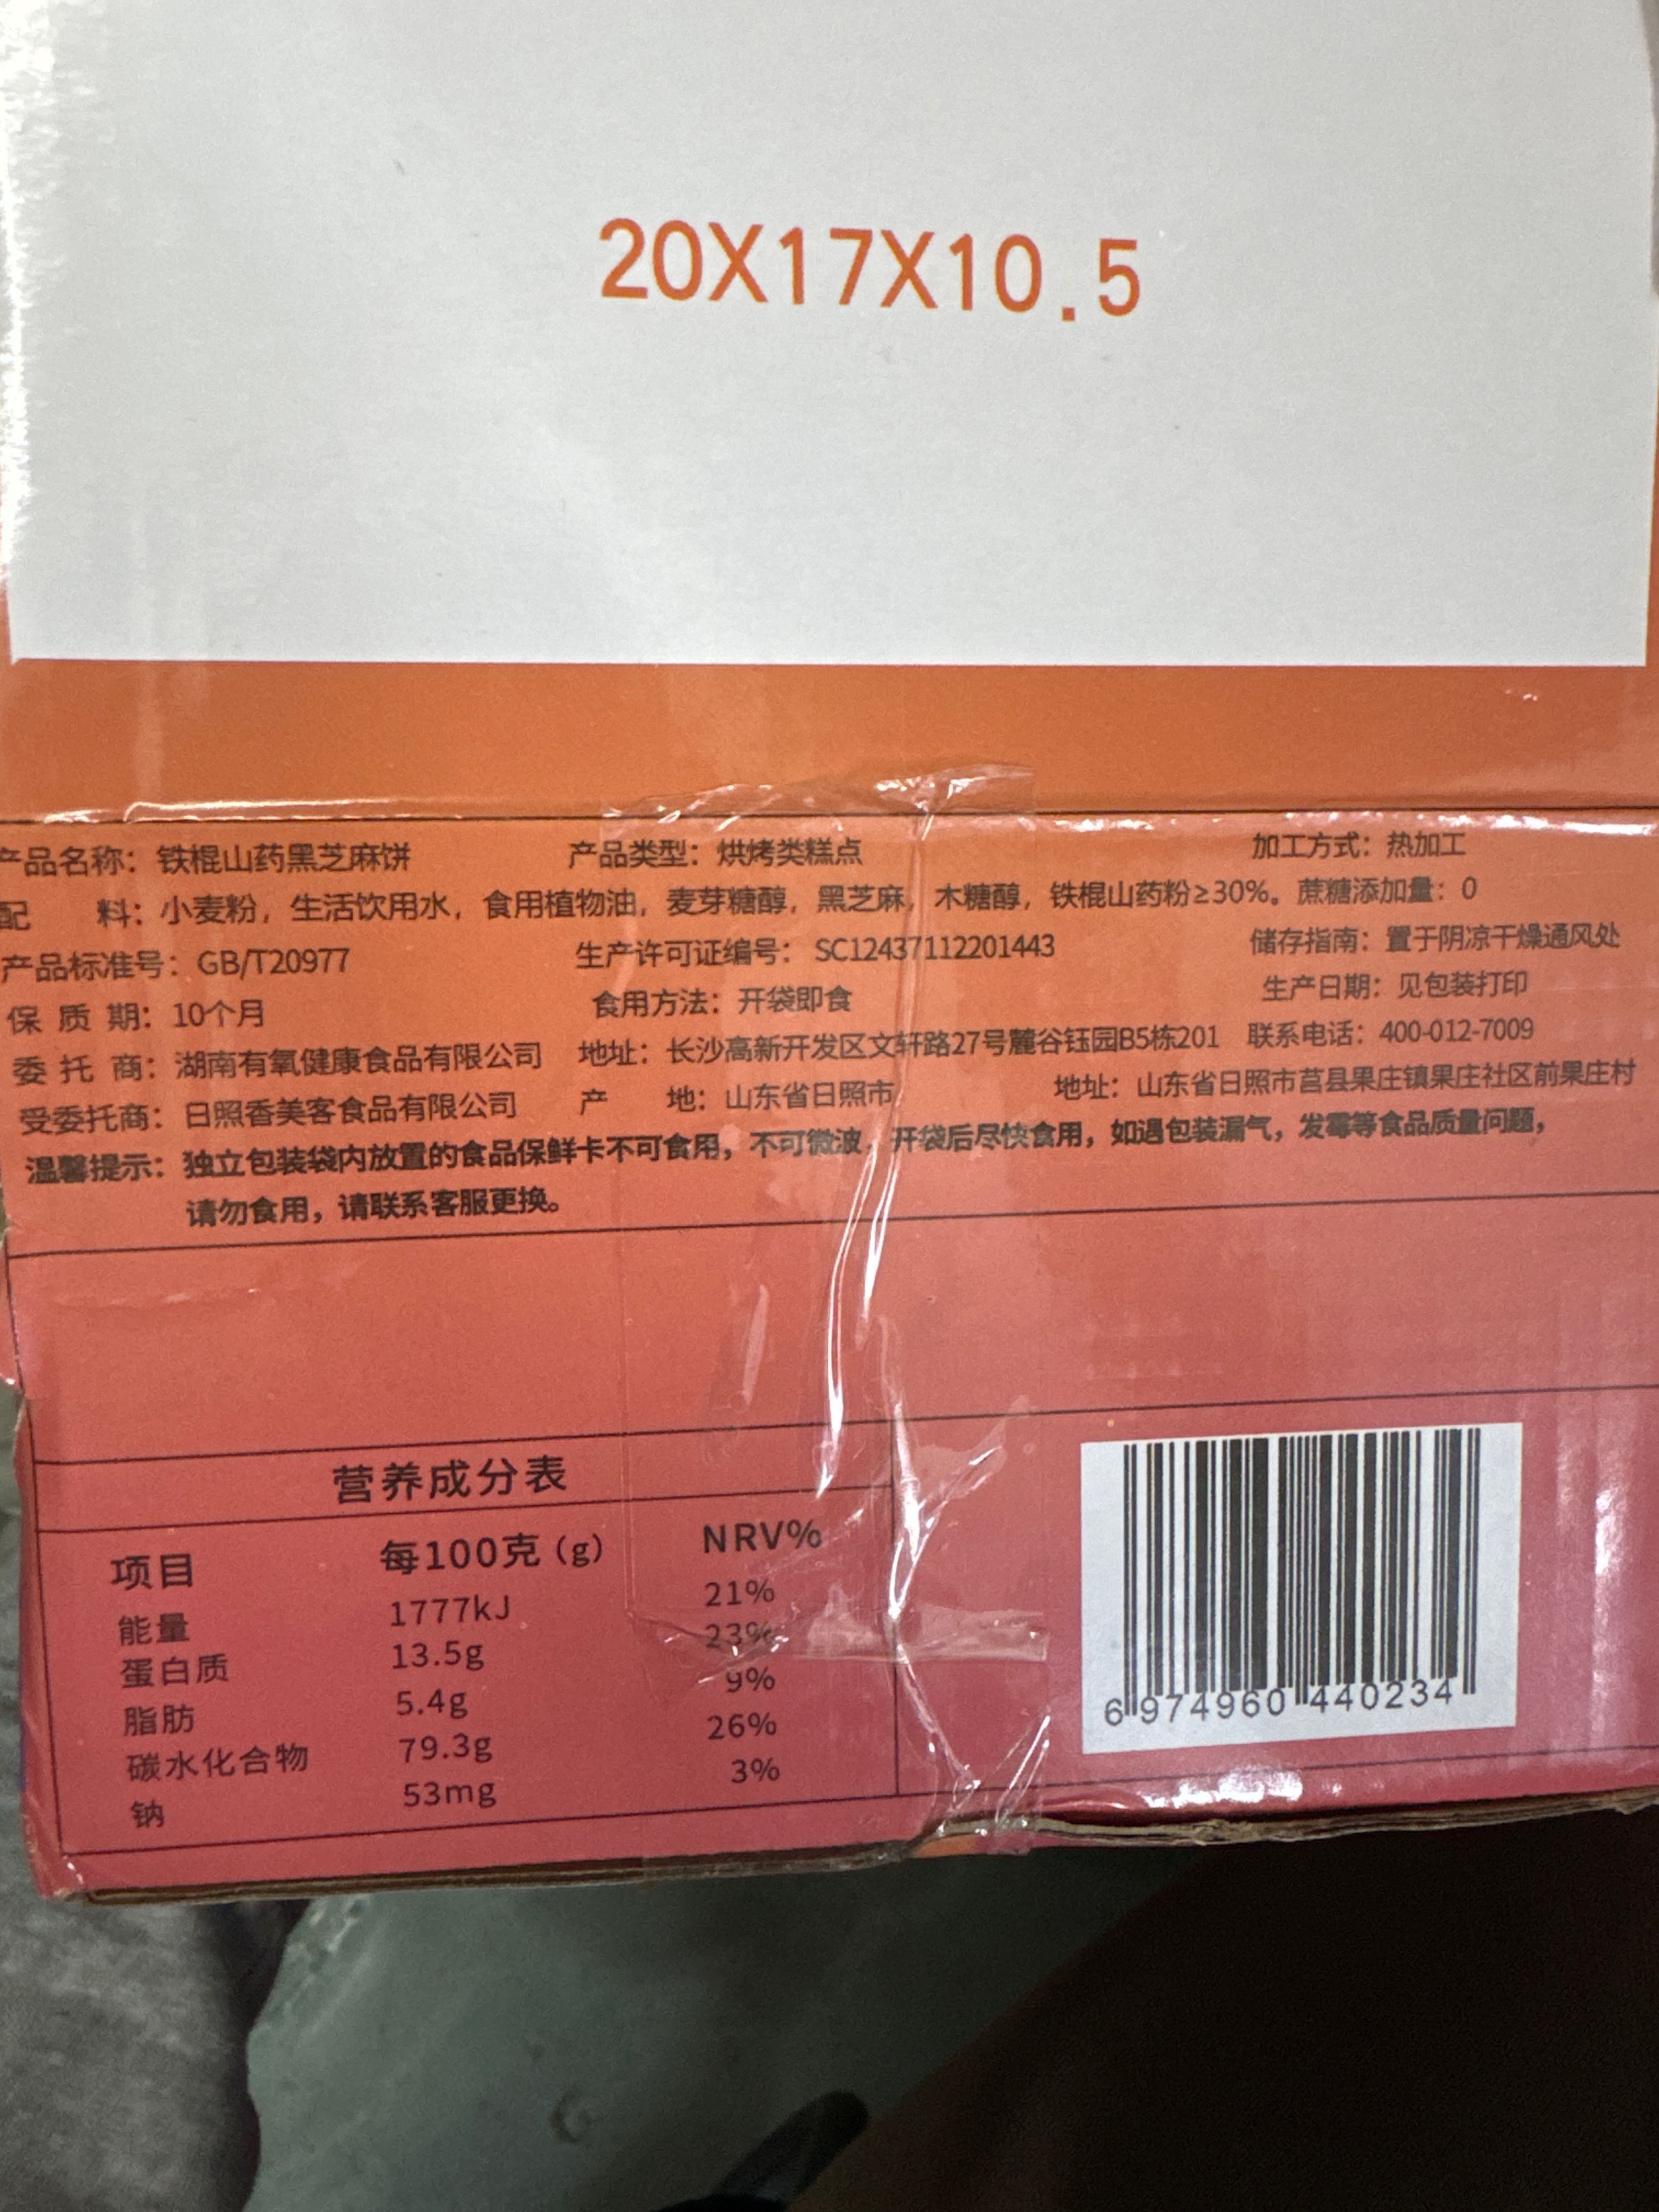 20X17X10.5
产品名称：铁棍山药黑芝麻饼 产品类型：烘烤类糕点 加工方式：热加工
配 料：小麦粉，生活饮用水，食用植物油，麦芽糖醇，黑芝麻，木糖醇，铁棍山药粉≥30%。蔗糖添加量：0
产品标准号：GB/T20977 生产许可证编号：SC12437112201443 储存指南：置于阴凉干燥通风处
保 质 期：10个月 食用方法：开袋即食 生产日期：见包装打印
委 托 商：湖南有氧健康食品有限公司 地址：长沙高新开发区文轩路27号麓谷钰园B5栋201 联系电话：400-012-7009
受委托商：日照香美客食品有限公司 产 地：山东省日照市 地址：山东省日照市莒县果庄镇果庄社区前果庄村
温馨提示：独立包装袋内放置的食品保鲜卡不可食用，不可微波，开袋后尽快食用，如遇包装漏气，发霉等食品质量问题，
请勿食用，请联系客服更换。
营养成分表
项目 每100克（g） NRV%
能量 1777kJ 21%
蛋白质 13.5g 23%
脂肪 5.4g 9%
碳水化合物 79.3g 26%
钠 53mg 3%
6 974960 440234